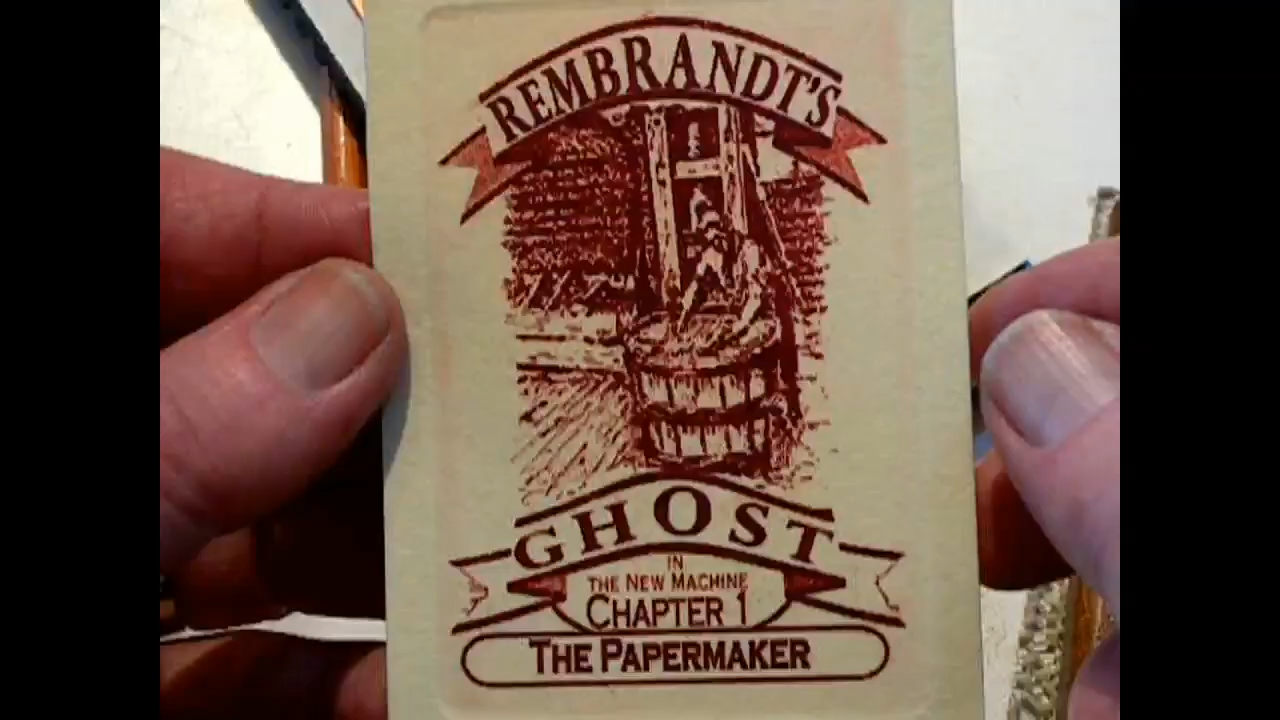 REMBRANDT'S
GHOST
IN
THE NEW MACHINE
CHAPTER 1
THE PAPERMAKER